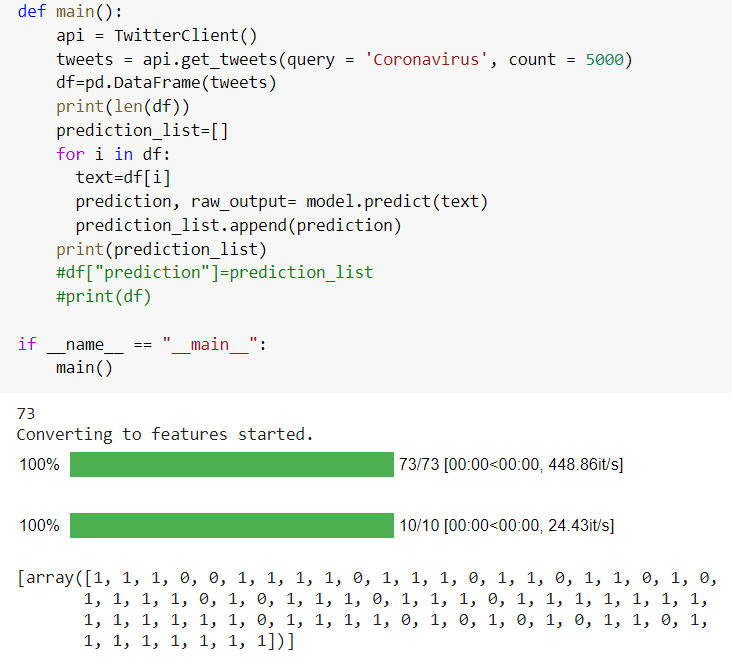 def main():
    api = TwitterClient()
    tweets = api.get_tweets(query = 'Coronavirus', count = 5000)
    df=pd.DataFrame(tweets)
    print(len(df))
    prediction_list=[]
    for i in df:
      text=df[i]
      prediction, raw_output= model.predict(text)
      prediction_list.append(prediction)
    print(prediction_list)
    #df["prediction"]=prediction_list
    #print(df)

if __name__ == "__main__":
    main()
73
Converting to features started.
100% 73/73 [00:00<00:00, 448.86it/s]
100% 10/10 [00:00<00:00, 24.43it/s]
[array([1, 1, 1, 0, 0, 1, 1, 1, 1, 0, 1, 1, 1, 0, 1, 1, 0, 1, 1, 0, 1, 0,
       1, 1, 1, 1, 0, 1, 0, 1, 1, 1, 0, 1, 1, 1, 0, 1, 1, 1, 1, 1, 1, 1,
       1, 1, 1, 1, 1, 1, 0, 1, 1, 1, 1, 0, 1, 0, 1, 0, 1, 0, 1, 1, 0, 1,
       1, 1, 1, 1, 1, 1, 1])]